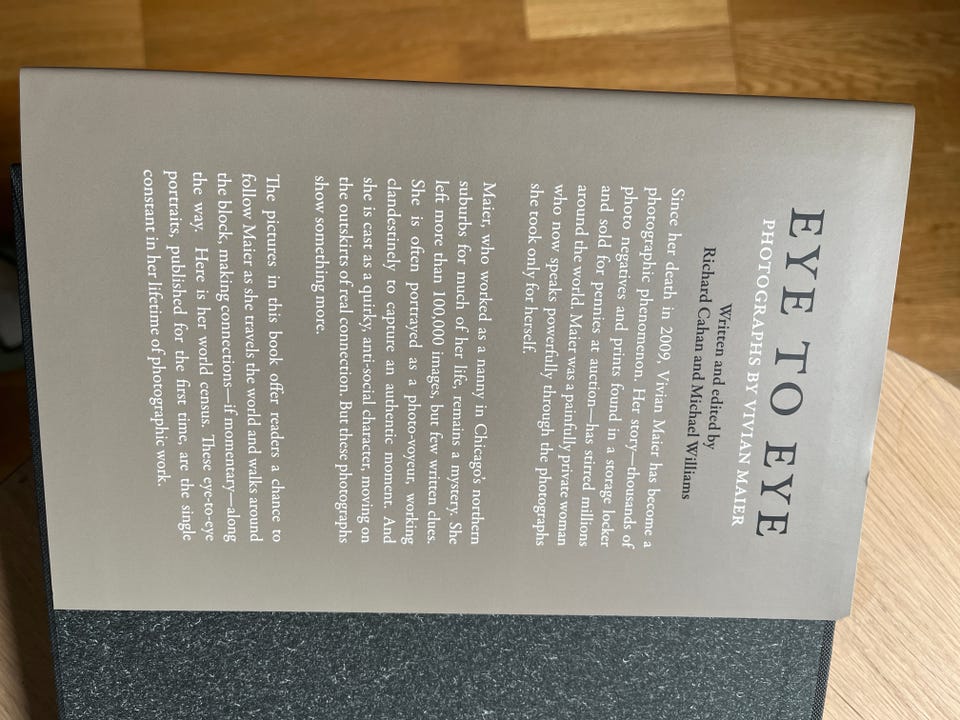 EYE TO EYE
PHOTOGRAPHS BY VIVIAN MAIER
Written and edited by
Richard Cahan and Michael Williams
Since her death in 2009, Vivian Maier has become a
photographic phenomenon. Her story—thousands of
photo negatives and prints found in a storage locker
and sold for pennies at auction—has stirred millions
around the world. Maier was a painfully private woman
who now speaks powerfully through the photographs
she took only for herself.
Maier, who worked as a nanny in Chicago's northern
suburbs for much of her life, remains a mystery. She
left more than 100,000 images, but few written clues.
She is often portrayed as a photo-voyeur, working
clandestinely to capture an authentic moment. And
she is cast as a quirky, anti-social character, moving on
the outskirts of real connection. But these photographs
show something more.
The pictures in this book offer readers a chance to
follow Maier as she travels the world and walks around
the block, making connections—if momentary—along
the way. Here is her world census. These eye-to-eye
portraits, published for the first time, are the single
constant in her lifetime of photographic work.